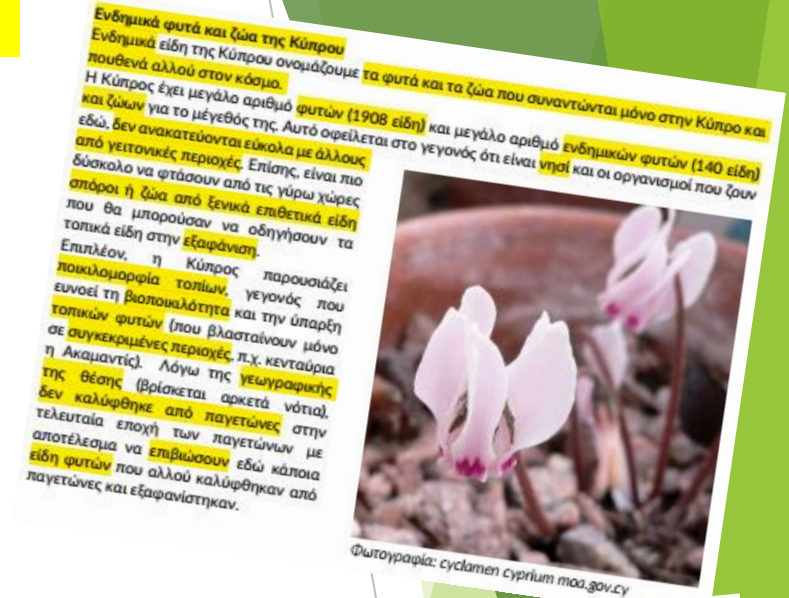 Ενδημικά φυτά και ζώα της Κύπρου
Ενδημικά είδη της Κύπρου ονομάζουμε τα φυτά και τα ζώα που συναντώνται μόνο στην Κύπρο και
πουθενά αλλού στον κόσμο.
Η Κύπρος έχει μεγάλο αριθμό φυτών (1908 είδη) και μεγάλο αριθμό ενδημικών φυτών (140 είδη)
και ζώων για το μέγεθός της. Αυτό οφείλεται στο γεγονός ότι είναι νησί και οι οργανισμοί που ζουν
εδώ, δεν ανακατεύονται εύκολα με άλλους
από γειτονικές περιοχές. Επίσης, είναι πιο
δύσκολο να φτάσουν από τις γύρω χώρες
σπόροι ή ζώα από ξενικά επιθετικά είδη
που θα μπορούσαν να οδηγήσουν τα
τοπικά είδη στην εξαφάνιση.
Επιπλέον, η Κύπρος παρουσιάζει
ποικιλομορφία τοπίων, γεγονός που
ευνοεί τη βιοποικιλότητα και την ύπαρξη
τοπικών φυτών (που βλασταίνουν μόνο
σε συγκεκριμένες περιοχές, π.χ. κενταύρια
η Ακαμαντίς). Λόγω της γεωγραφικής
της θέσης (βρίσκεται αρκετά νότια),
δεν καλύφθηκε από παγετώνες στην
τελευταία εποχή των παγετώνων με
αποτέλεσμα να επιβιώσουν εδώ κάποια
είδη φυτών που αλλού καλύφθηκαν από
παγετώνες και εξαφανίστηκαν.
Φωτογραφία: cyclamen cyprium moa.gov.cy